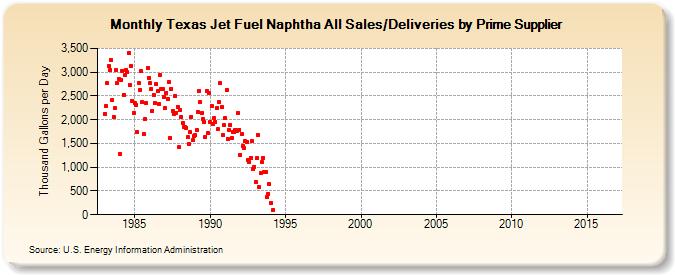 Monthly Texas Jet Fuel Naphtha All Sales/Deliveries by Prime Supplier
Thousand Gallons per Day
3,500
3,000
2,500
2,000
1,500
1,000
500
0
1985 1990 1995 2000 2005 2010 2015
Source: U.S. Energy Information Administration